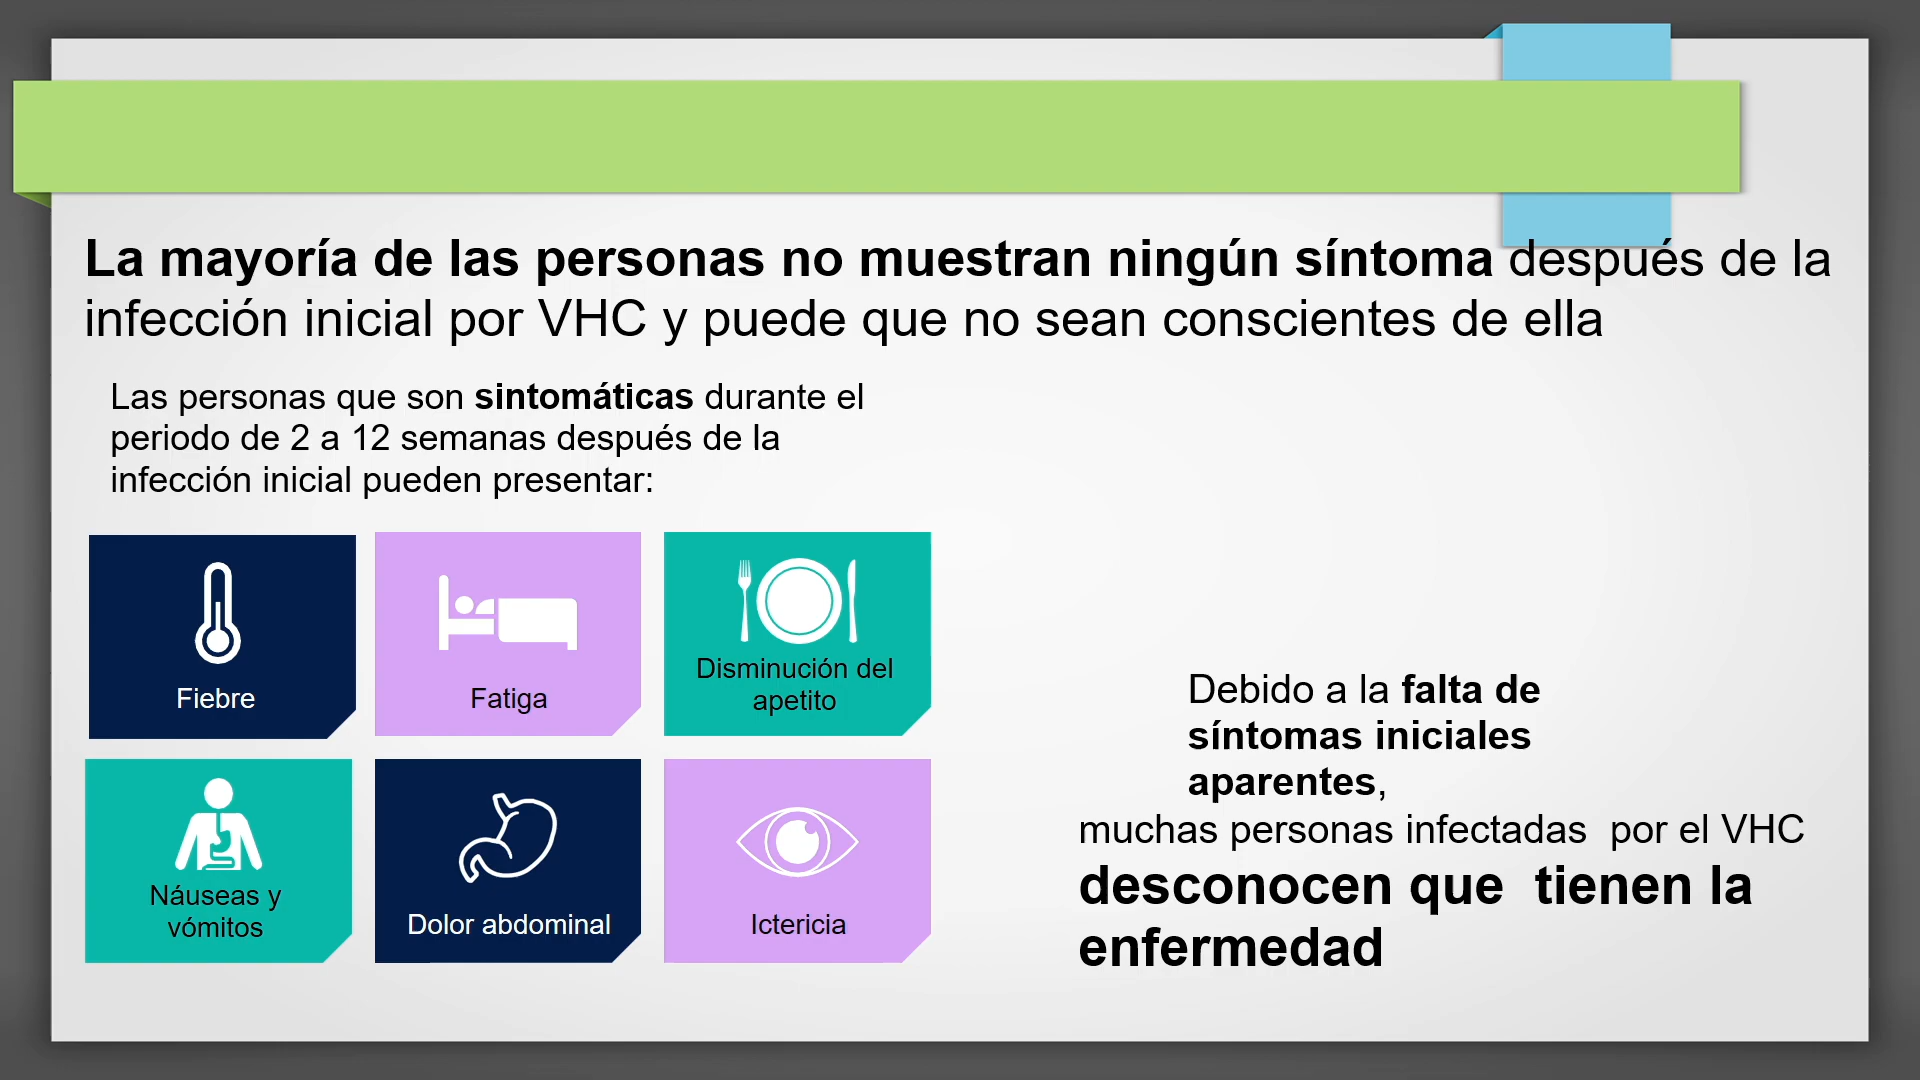 La mayoría de las personas no muestran ningún síntoma después de la
infección inicial por VHC y puede que no sean conscientes de ella
Las personas que son sintomáticas durante el
periodo de 2 a 12 semanas después de la
infección inicial pueden presentar:
Fiebre
Fatiga
Disminución del
apetito
Náuseas y
vómitos
Dolor abdominal
Ictericia
Debido a la falta de
síntomas iniciales
aparentes,
muchas personas infectadas  por el VHC
desconocen que  tienen la
enfermedad